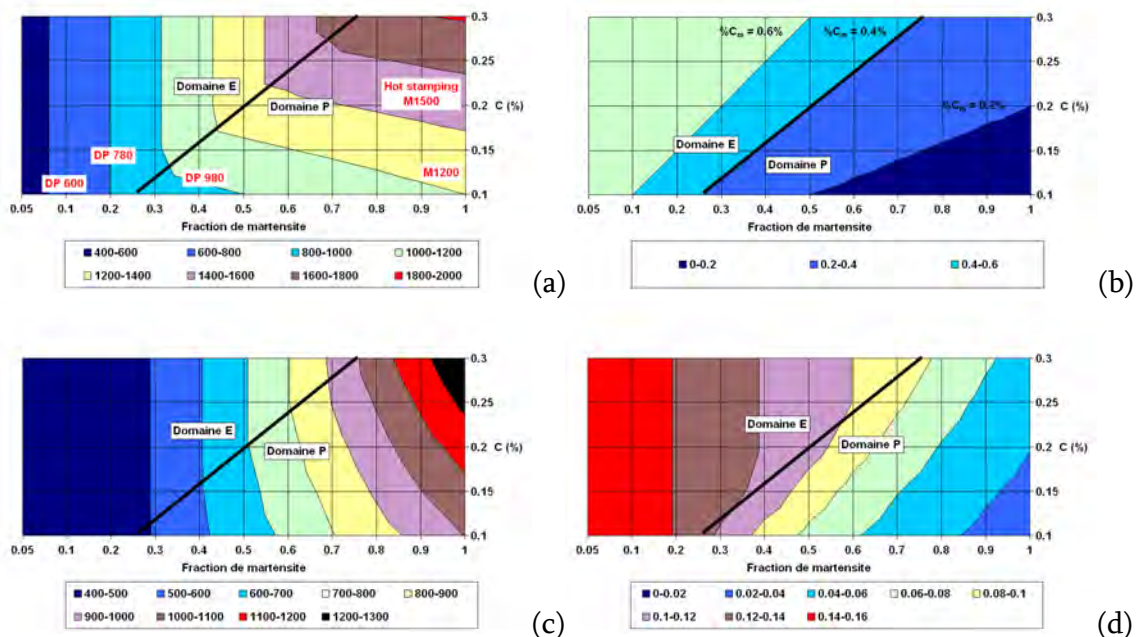 0.3
0.25
0.2 C (%)
0.15
0.1
Domaine E
Domaine P
Hot stamping
M1500
DP 780
DP 600
DP 980
M1200
0.05 0.1 0.2 0.3 0.4 0.5 0.6 0.7 0.8 0.9 1
Fraction de martensite
400-600 600-800 800-1000 1000-1200
1200-1400 1400-1600 1600-1800 1800-2000
(a)
%Cm = 0.6% %Cm = 0.4%
0.3
0.25
%Cm = 0.2%
0.2 C (%)
0.15
0.1
Domaine E
Domaine P
0.05 0.1 0.2 0.3 0.4 0.5 0.6 0.7 0.8 0.9 1
Fraction de martensite
0-0.2 0.2-0.4 0.4-0.6
(b)
0.3
0.25
0.2 C (%)
0.15
0.1
Domaine E
Domaine P
0.05 0.1 0.2 0.3 0.4 0.5 0.6 0.7 0.8 0.9 1
Fraction de martensite
400-500 500-600 600-700 700-800 800-900
900-1000 1000-1100 1100-1200 1200-1300
(c)
0.3
0.25
0.2 C (%)
0.15
0.1
Domaine E
Domaine P
0.05 0.1 0.2 0.3 0.4 0.5 0.6 0.7 0.8 0.9 1
Fraction de martensite
0-0.02 0.02-0.04 0.04-0.06 0.06-0.08 0.08-0.1
0.1-0.12 0.12-0.14 0.14-0.16
(d)